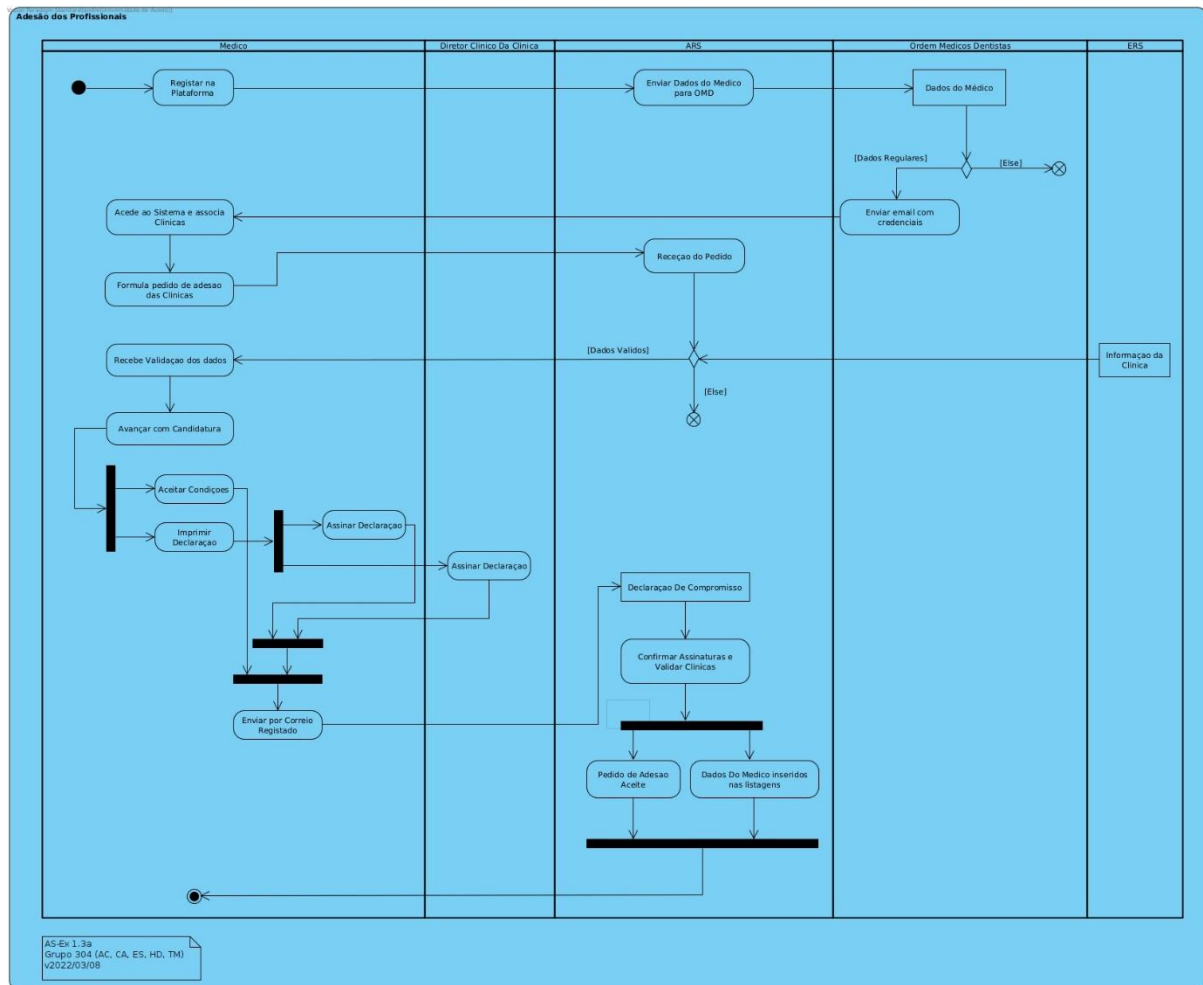 Adesão dos Profissionais
Medico
Diretor Clinico Da Clinica
ARS
Ordem Medicos Dentistas
ERS
Registar na
Plataforma
Enviar Dados do Medico
para OMD
Dados do Médico
[Dados Regulares]
[Else]
Acede ao Sistema e associa
Clinicas
Enviar email com
credenciais
Formula pedido de adesao
das Clinicas
Receçao do Pedido
Recebe Validaçao dos dados
[Dados Validos]
Informaçao da
Clinica
[Else]
Avançar com Candidatura
Aceitar Condiçoes
Imprimir
Declaraçao
Assinar Declaraçao
Assinar Declaraçao
Declaraçao De Compromisso
Confirmar Assinaturas e
Validar Clinicas
Enviar por Correio
Registado
Pedido de Adesao
Aceite
Dados Do Medico inseridos
nas listagens
AS-Ex 1.3a
Grupo 304 (AC, CA, ES, HD, TM)
v2022/03/08